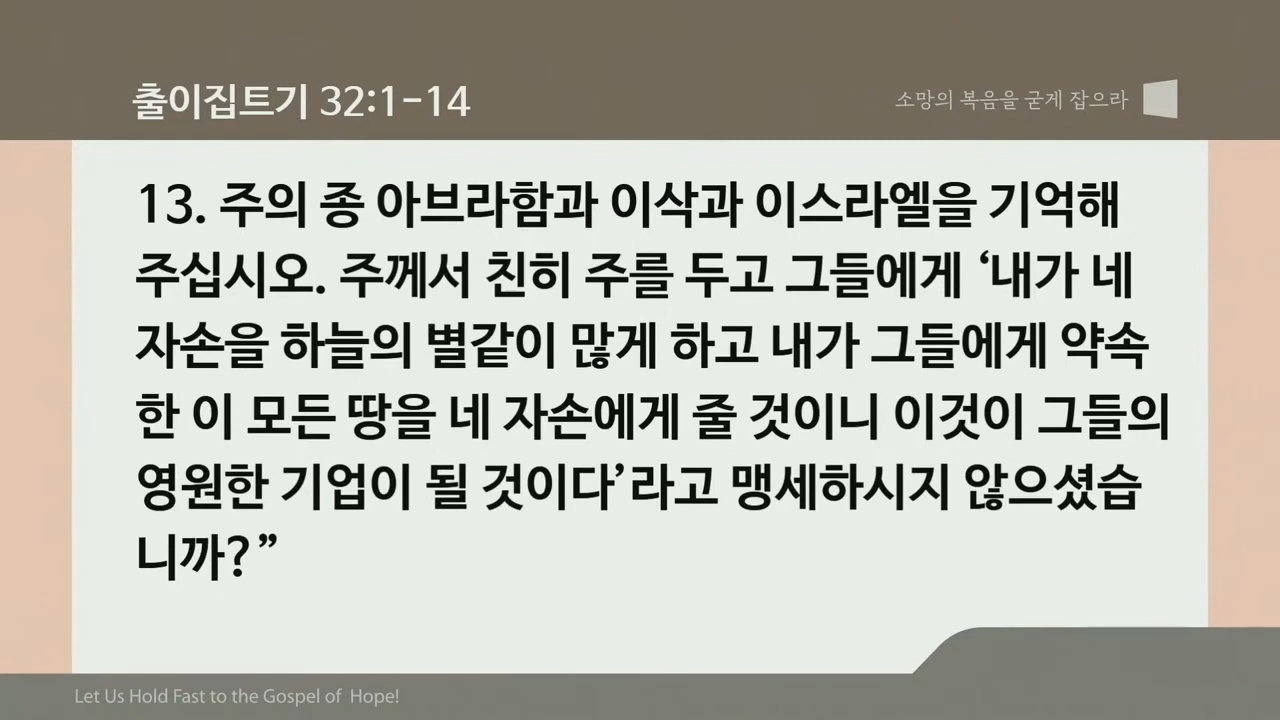 출이집트기 32:1-14
소망의 복음을 굳게 잡으라
13. 주의 종 아브라함과 이삭과 이스라엘을 기억해
주십시오. 주께서 친히 주를 두고 그들에게 ‘내가 네
자손을 하늘의 별같이 많게 하고 내가 그들에게 약속
한 이 모든 땅을 네 자손에게 줄 것이니 이것이 그들의
영원한 기업이 될 것이다’라고 맹세하시지 않으셨습
니까?”
Let Us Hold Fast to the Gospel of Hope!